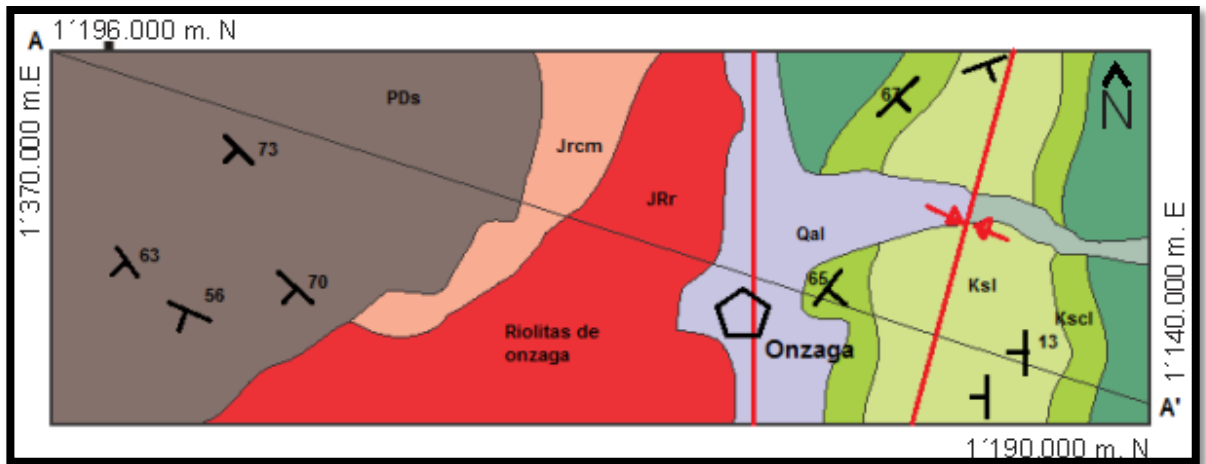 A 1´196.000 m. N
1´370.000 m.E
PDs
73
63
56
70
Jrcm
JRr
Riolitas de
onzaga
Qal
Onzaga
67
65
Ksl
Kscl
13
N
1´140.000 m. E
A'
1´190.000 m. N